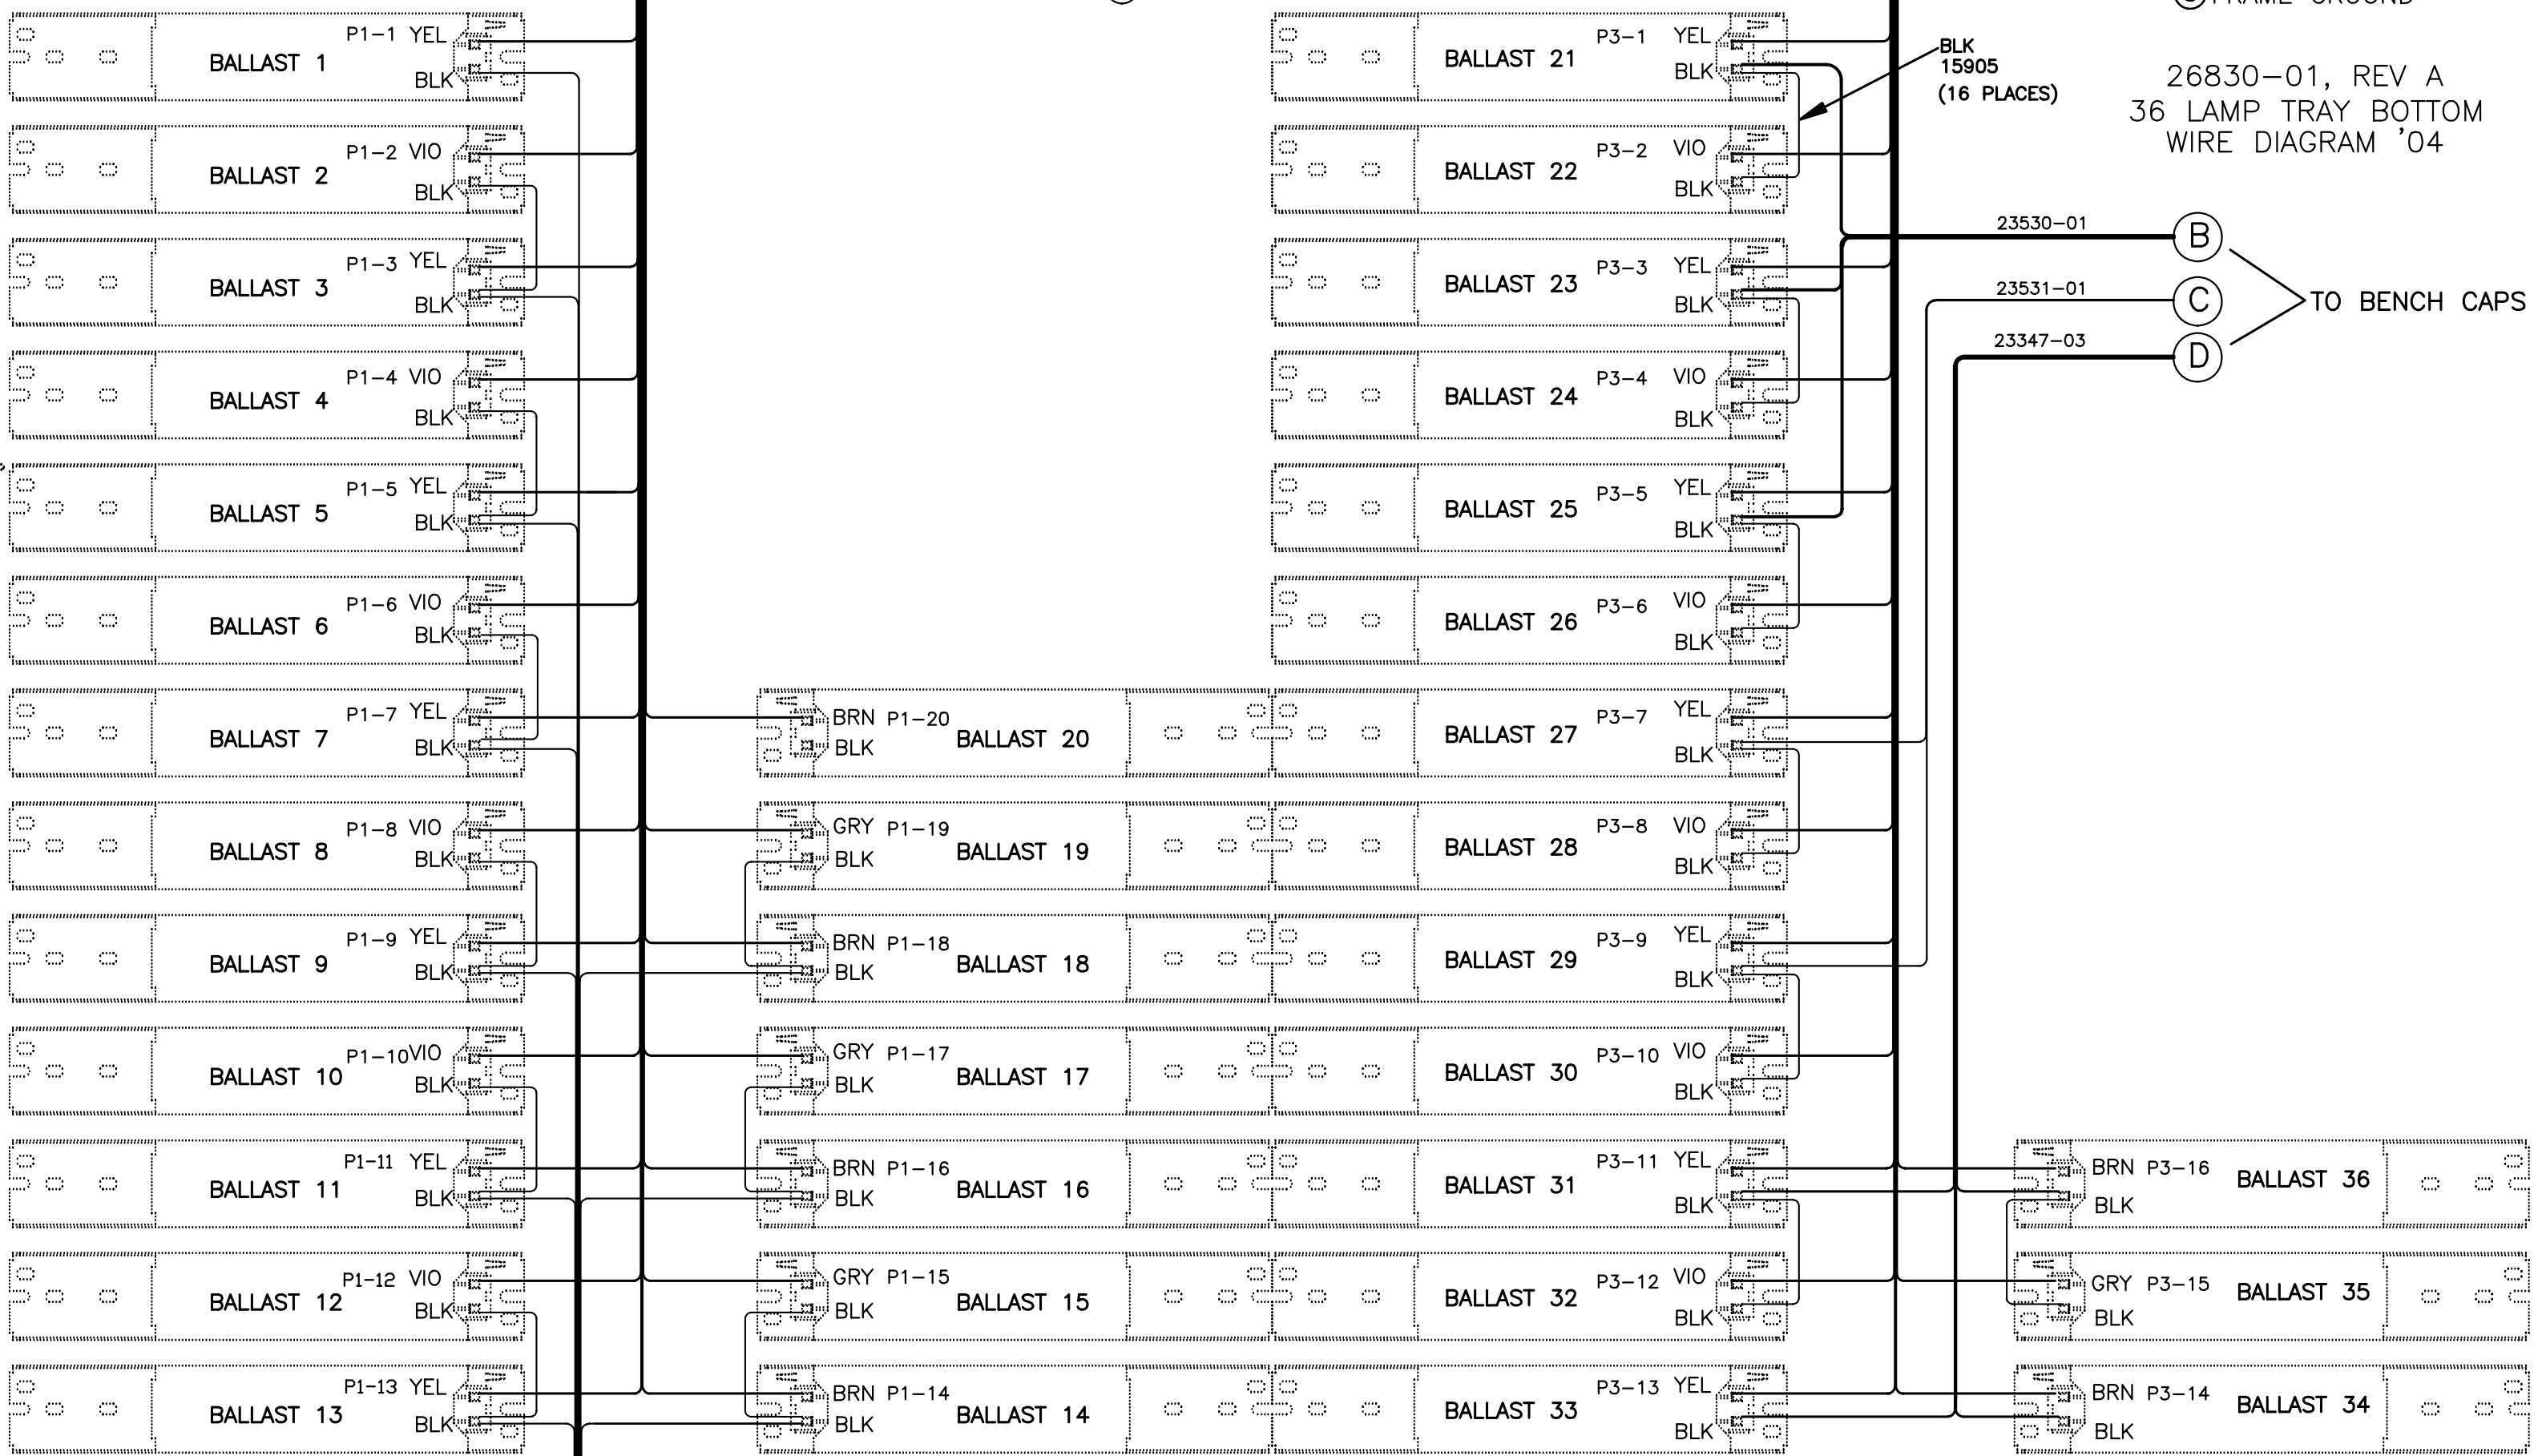 FRAME GROUND
P1-1 YEL
BALLAST 1
BLK
P1-2 VIO
BALLAST 2
BLK
P1-3 YEL
BALLAST 3
BLK
P1-4 VIO
BALLAST 4
BLK
P1-5 YEL
BALLAST 5
BLK
P1-6 VIO
BALLAST 6
BLK
P1-7 YEL
BALLAST 7
BLK
P1-8 VIO
BALLAST 8
BLK
P1-9 YEL
BALLAST 9
BLK
P1-10 VIO
BALLAST 10
BLK
P1-11 YEL
BALLAST 11
BLK
P1-12 VIO
BALLAST 12
BLK
P1-13 YEL
BALLAST 13
BLK
BRN P1-20
BLK
BALLAST 20
GRY P1-19
BLK
BALLAST 19
BRN P1-18
BLK
BALLAST 18
GRY P1-17
BLK
BALLAST 17
BRN P1-16
BLK
BALLAST 16
GRY P1-15
BLK
BALLAST 15
BRN P1-14
BLK
BALLAST 14
P3-1 YEL
BALLAST 21
BLK
P3-2 VIO
BALLAST 22
BLK
P3-3 YEL
BALLAST 23
BLK
P3-4 VIO
BALLAST 24
BLK
P3-5 YEL
BALLAST 25
BLK
P3-6 VIO
BALLAST 26
BLK
P3-7 YEL
BALLAST 27
BLK
P3-8 VIO
BALLAST 28
BLK
P3-9 YEL
BALLAST 29
BLK
P3-10 VIO
BALLAST 30
BLK
P3-11 YEL
BALLAST 31
BLK
P3-12 VIO
BALLAST 32
BLK
P3-13 YEL
BALLAST 33
BLK
BLK
15905
(16 PLACES)
26830-01, REV A
36 LAMP TRAY BOTTOM
WIRE DIAGRAM '04
23530-01
B
23531-01
C
TO BENCH CAPS
23347-03
D
BRN P3-16
BALLAST 36
BLK
GRY P3-15
BALLAST 35
BLK
BRN P3-14
BALLAST 34
BLK